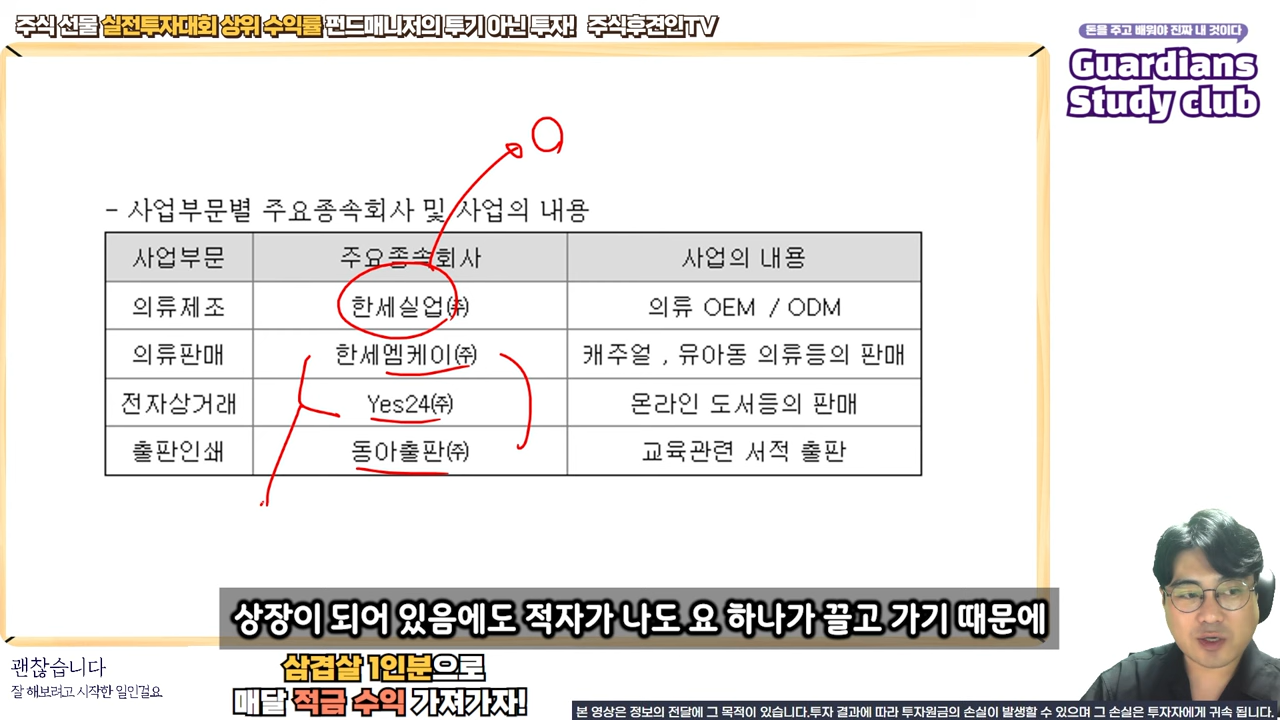 주식 선물 실전투자대회 상위 수익률 펀드매니저의 투기 아닌 투자! 주식후견인TV
돈을 주고 배워야 진짜 내 것이다
Guardians
Study club
- 사업부문별 주요종속회사 및 사업의 내용
사업부문 주요종속회사 사업의 내용
의류제조 한세실업㈜ 의류 OEM / ODM
의류판매 한세엠케이㈜ 캐주얼 , 유아동 의류등의 판매
전자상거래 Yes24㈜ 온라인 도서등의 판매
출판인쇄 동아출판㈜ 교육관련 서적 출판
상장이 되어 있음에도 적자가 나도 요 하나가 끌고 가기 때문에
괜찮습니다
잘 해보려고 시작한 일인걸요
삼겹살 1인분으로
매달 적금 수익 가져가자!
본 영상은 정보의 전달에 그 목적이 있습니다.투자 결과에 따라 투자원금의 손실이 발생할 수 있으며 그 손실은 투자자에게 귀속 됩니다.